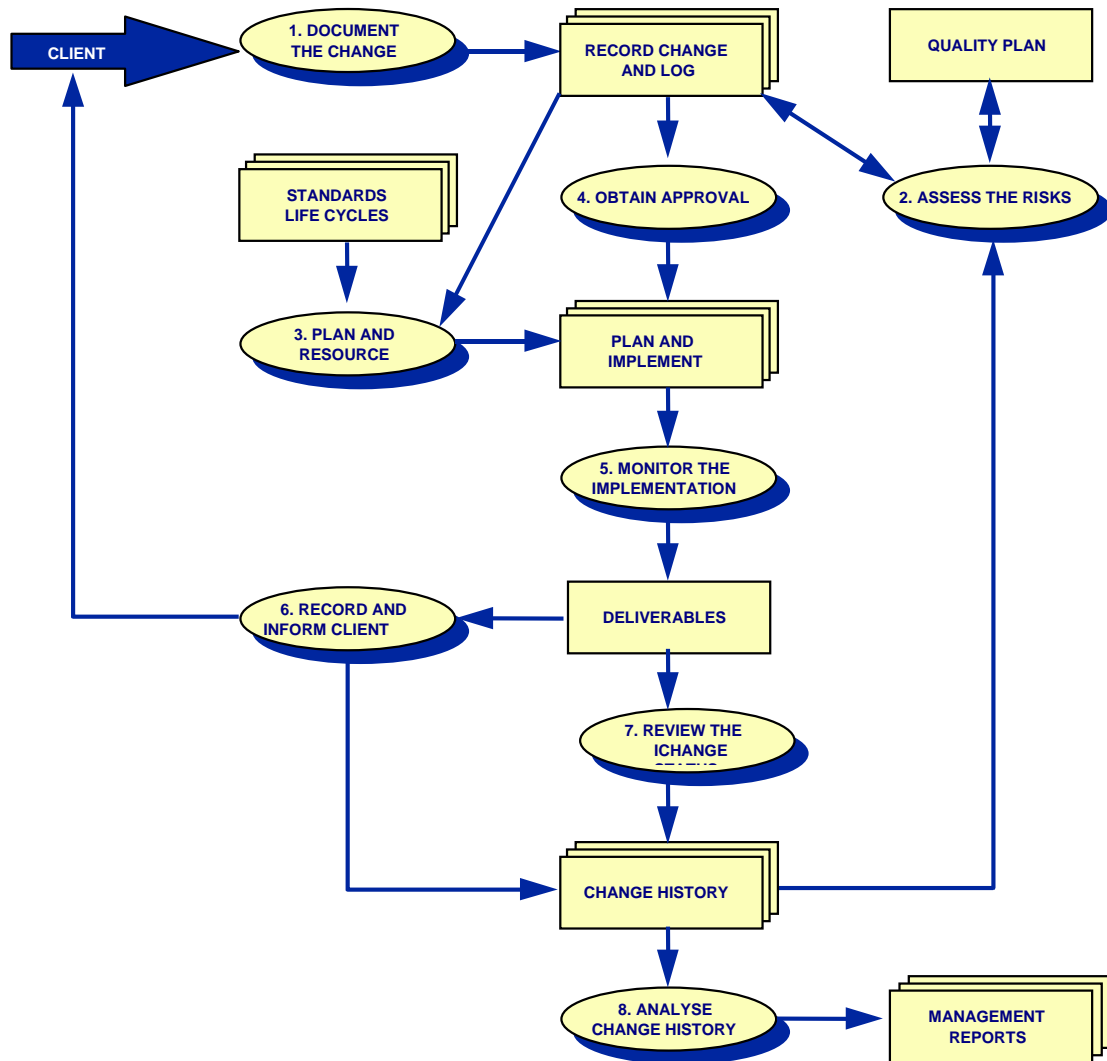 CLIENT
1. DOCUMENT
THE CHANGE
RECORD CHANGE
AND LOG
QUALITY PLAN
STANDARDS
LIFE CYCLES
4. OBTAIN APPROVAL
2. ASSESS THE RISKS
3. PLAN AND
RESOURCE
PLAN AND
IMPLEMENT
5. MONITOR THE
IMPLEMENTATION
6. RECORD AND
INFORM CLIENT
DELIVERABLES
7. REVIEW THE
ICHANGE
CHANGE HISTORY
8. ANALYSE
CHANGE HISTORY
MANAGEMENT
REPORTS